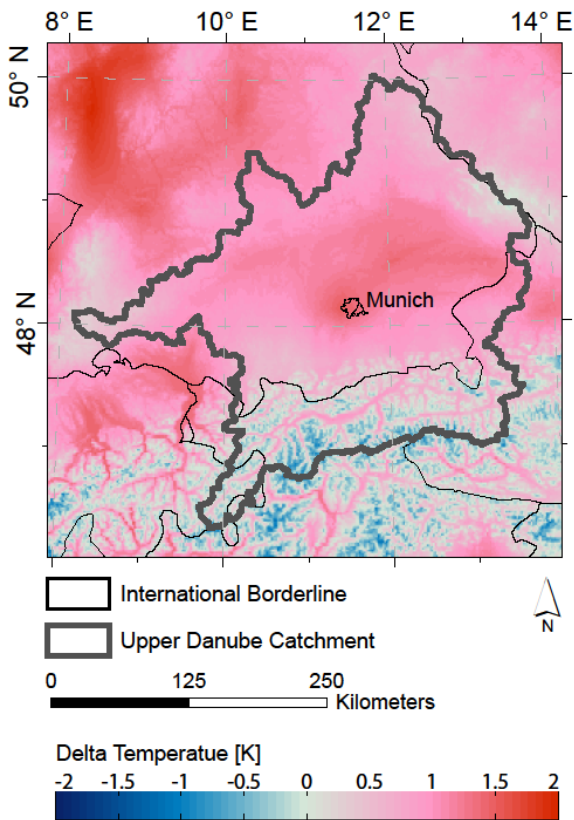 8° E 10° E 12° E 14° E
50° N
Munich
48° N
International Borderline
N
Upper Danube Catchment
0 125 250
Kilometers
Delta Temperatue [K]
-2 -1.5 -1 -0.5 0 0.5 1 1.5 2